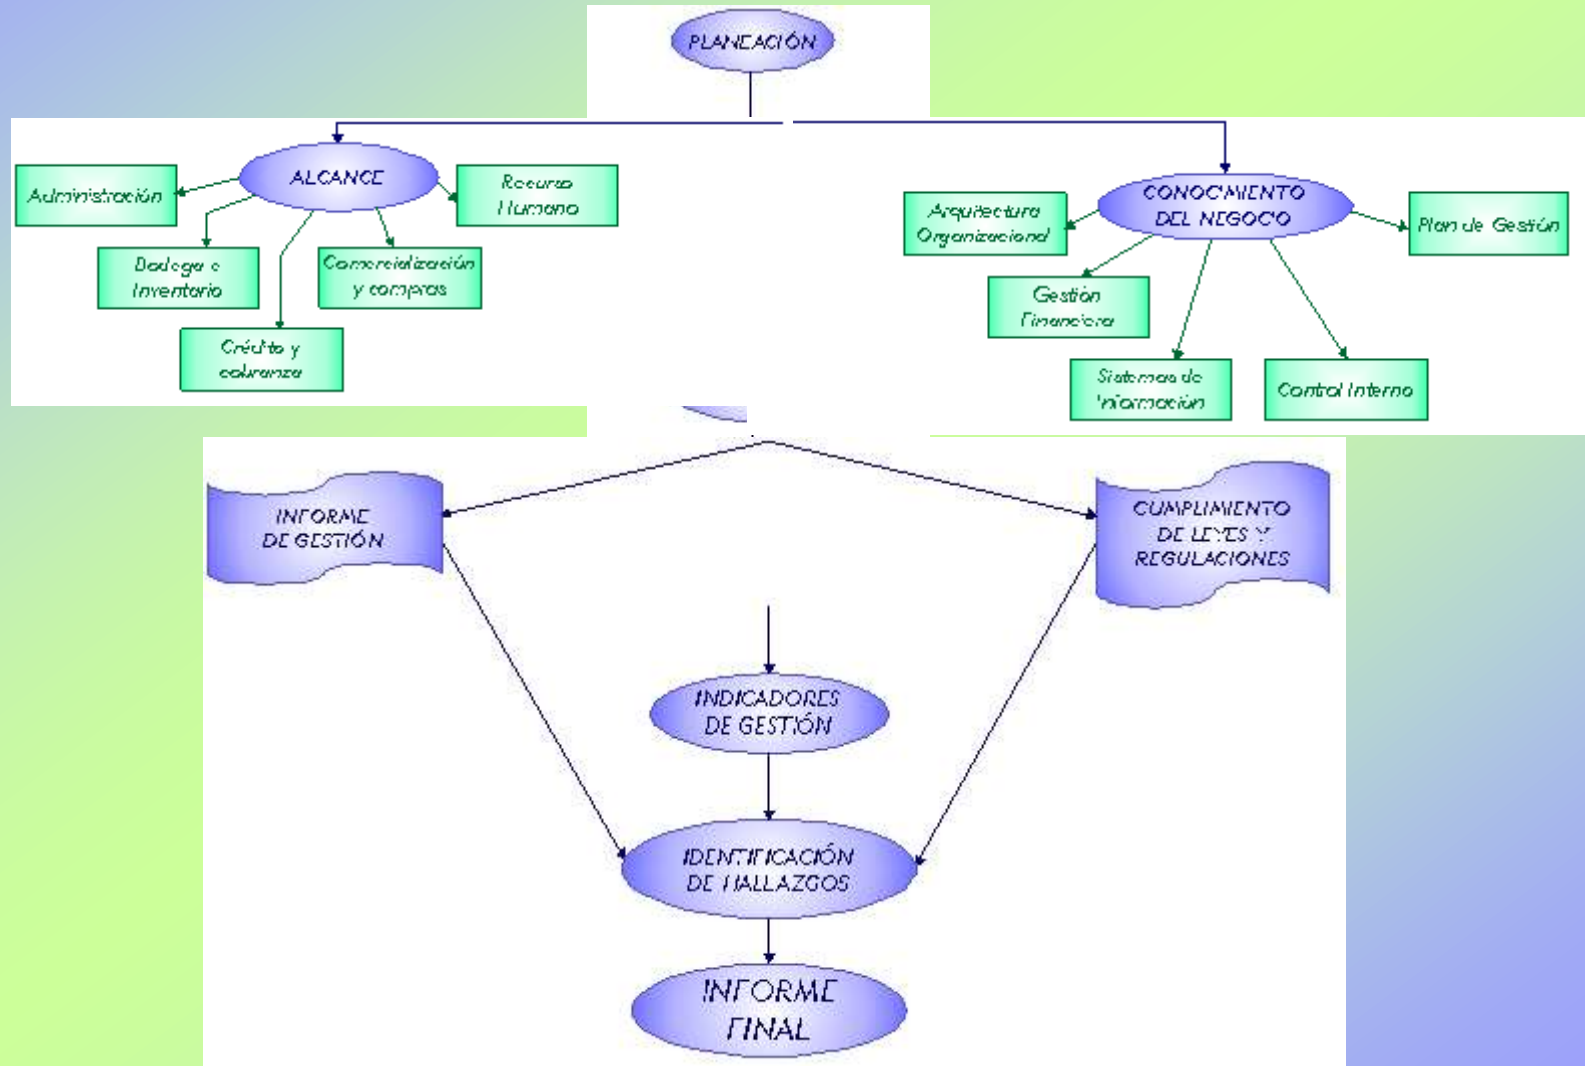 PLANEACIÓN
ALCANCE
Administración
Recurso
Humano
Bodega e
Inventario
Comercialización
y compras
Crédito y
cobranza
CONOCIMIENTO
DEL NEGOCIO
Arquitectura
Organizacional
Plan de Gestión
Gestión
Financiera
Sistemas de
Información
Control Interno
INFORME
DE GESTIÓN
CUMPLIMIENTO
DE LEYES Y
REGULACIONES
INDICADORES
DE GESTIÓN
IDENTIFICACIÓN
DE HALLAZGOS
INFORME
FINAL